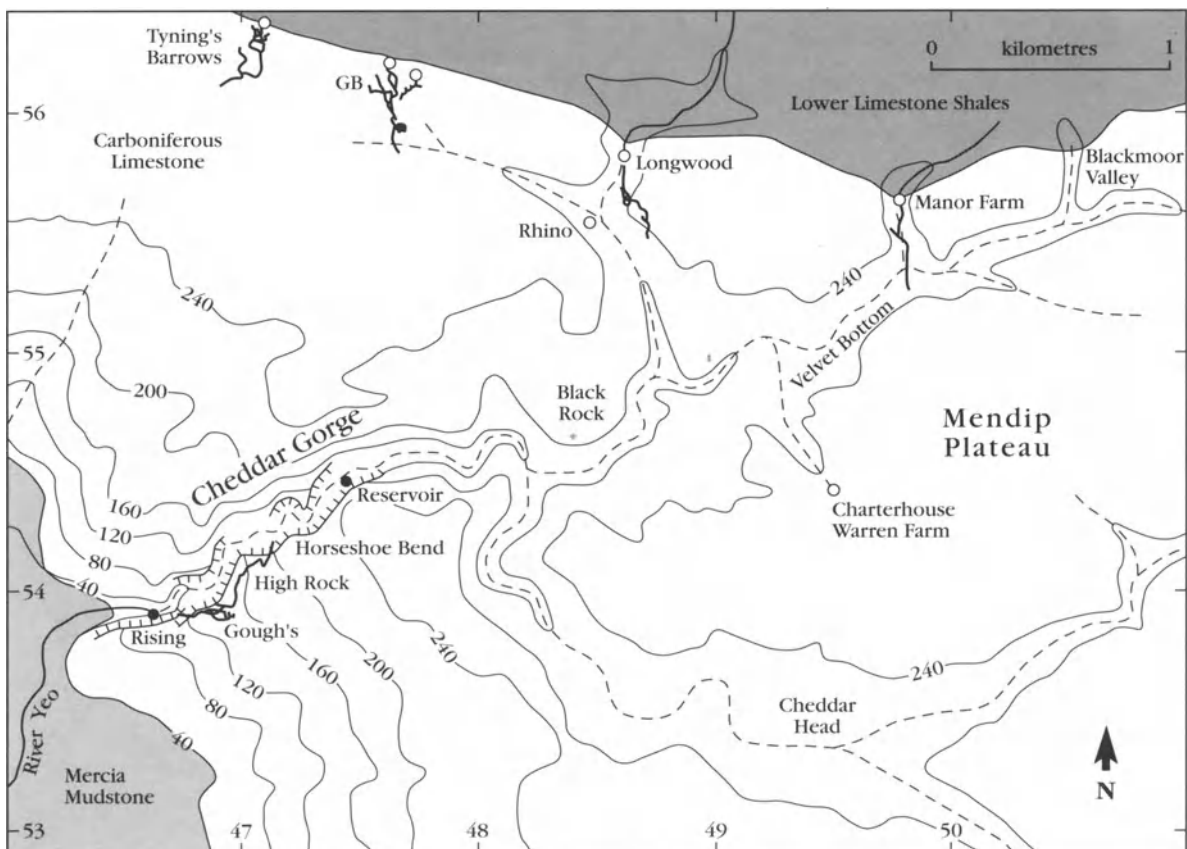 Tyning's
Barrows
GB
0 kilometres 1
Lower Limestone Shales
56
Carboniferous
Limestone
Longwood
Blackmoor
Valley
Manor Farm
Rhino
240
240
55
Velvet Bottom
200
Black
Rock
Mendip
Plateau
Cheddar Gorge
160
Reservoir
Charterhouse
Warren Farm
120
Horseshoe Bend
80
High Rock
40
54
Rising
Gough's
240
200
160
120
80
40
240
River Yeo
Cheddar
Head
Mercia
Mudstone
N
53
47
48
49
50